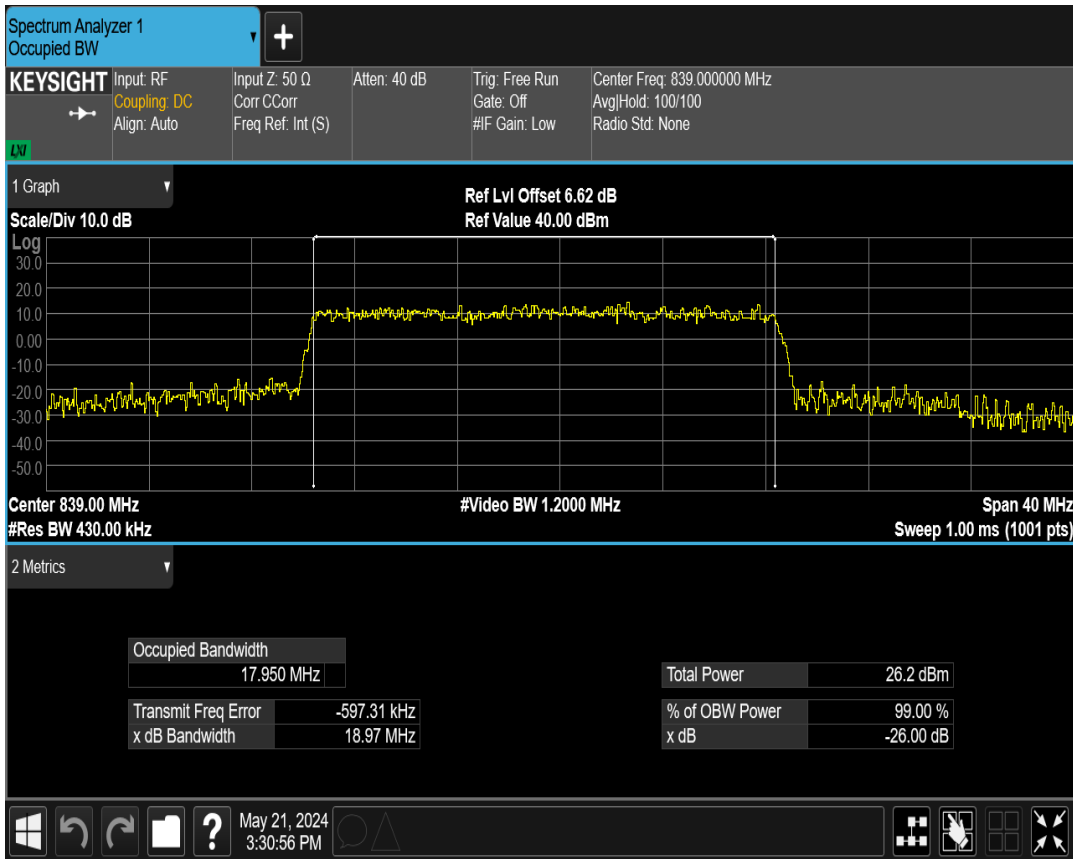 Spectrum Analyzer 1
Occupied BW
KEYSIGHT
Input: RF
Coupling: DC
Align: Auto
Input Z: 50 Ω
Corr CCorr
Freq Ref: Int (S)
Atten: 40 dB
Trig: Free Run
Gate: Off
#IF Gain: Low
Center Freq: 839.000000 MHz
Avg|Hold: 100/100
Radio Std: None
LXI
1 Graph
Scale/Div 10.0 dB
Ref Lvl Offset 6.62 dB
Ref Value 40.00 dBm
Log
30.0
20.0
10.0
0.00
-10.0
-20.0
-30.0
-40.0
-50.0
Center 839.00 MHz
#Res BW 430.00 kHz
#Video BW 1.2000 MHz
Span 40 MHz
Sweep 1.00 ms (1001 pts)
2 Metrics
Occupied Bandwidth
17.950 MHz
Transmit Freq Error -597.31 kHz
x dB Bandwidth 18.97 MHz
Total Power 26.2 dBm
% of OBW Power 99.00 %
x dB -26.00 dB
?
May 21, 2024
3:30:56 PM